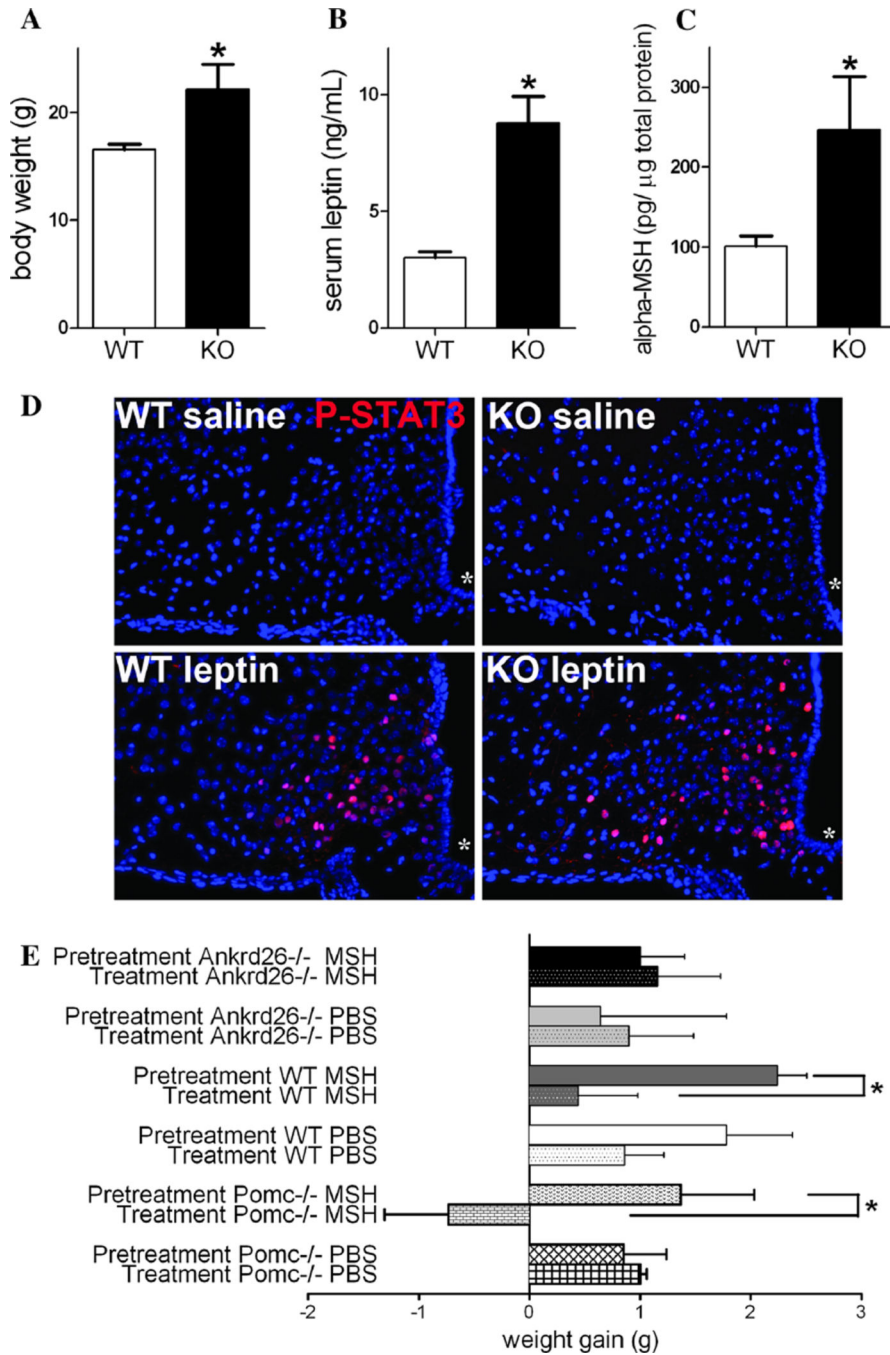 A
body weight (g)
20
10
0
*
WT
KO
B
serum leptin (ng/mL)
10
5
0
*
WT
KO
C
alpha-MSH (pg/ µg total protein)
300
250
200
150
100
50
0
*
WT
KO
D
WT saline P-STAT3
*
KO saline
*
WT leptin
*
KO leptin
*
E
Pretreatment Ankrd26-/- MSH
Treatment Ankrd26-/- MSH
Pretreatment Ankrd26-/- PBS
Treatment Ankrd26-/- PBS
Pretreatment WT MSH
Treatment WT MSH
*
Pretreatment WT PBS
Treatment WT PBS
Pretreatment Pomc-/- MSH
Treatment Pomc-/- MSH
*
Pretreatment Pomc-/- PBS
Treatment Pomc-/- PBS
-2 -1 0 1 2 3
weight gain (g)